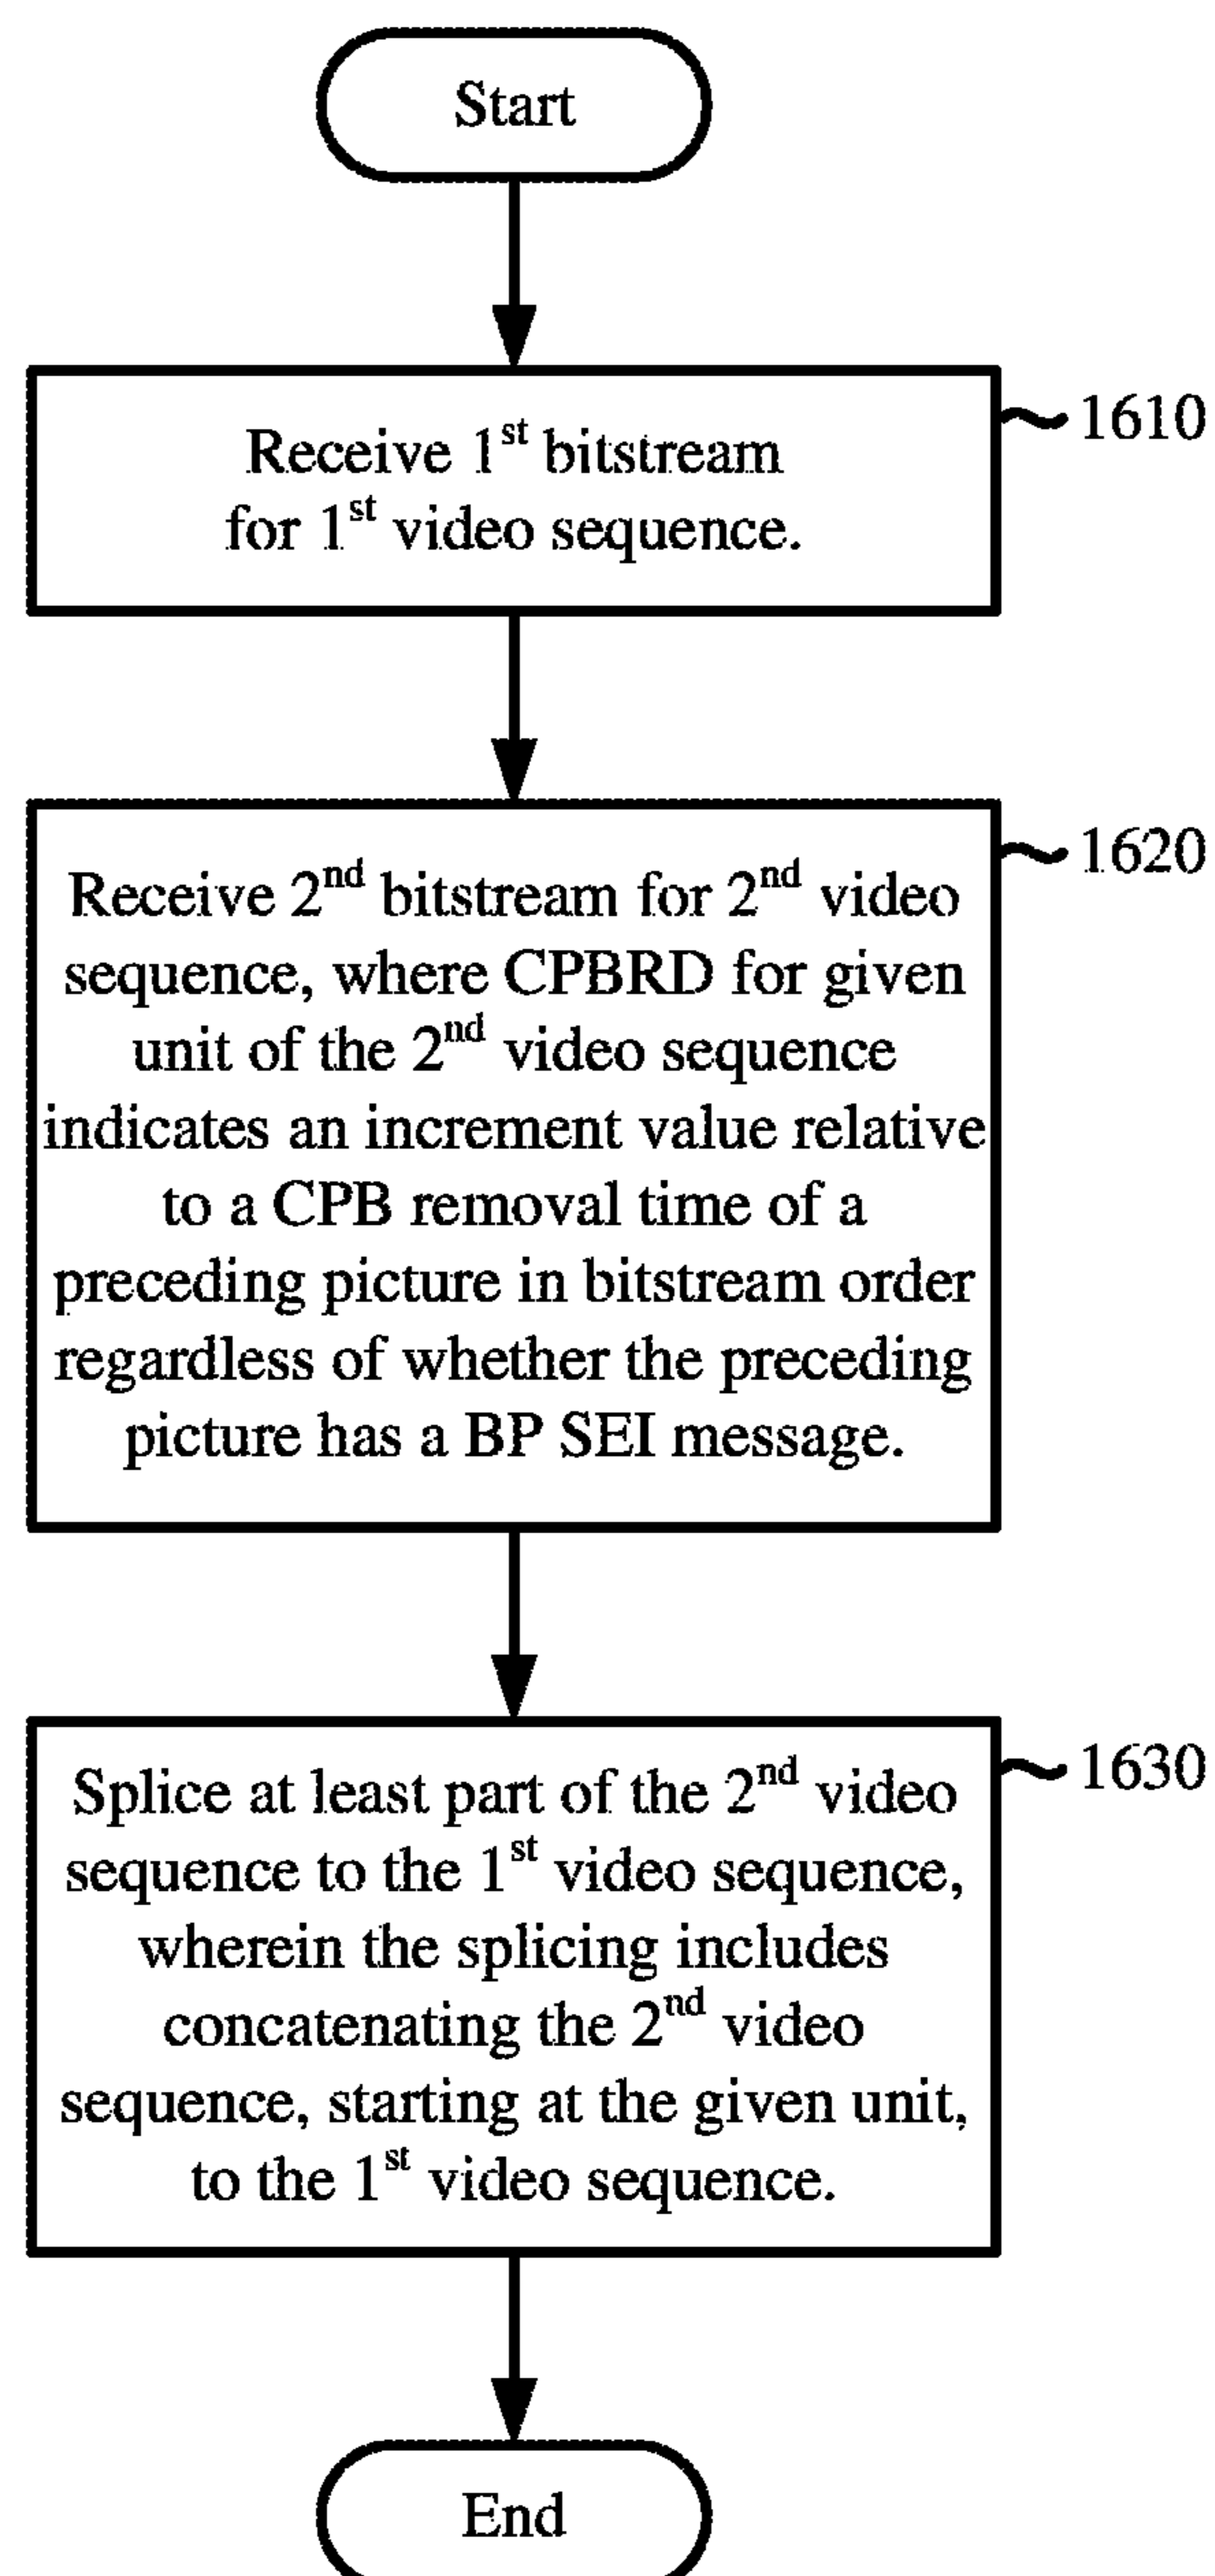 Start
1610
Receive 1st bitstream
for 1st video sequence.
1620
Receive 2nd bitstream for 2nd video
sequence, where CPBRD for given
unit of the 2nd video sequence
indicates an increment value relative
to a CPB removal time of a
preceding picture in bitstream order
regardless of whether the preceding
picture has a BP SEI message.
1630
Splice at least part of the 2nd video
sequence to the 1st video sequence,
wherein the splicing includes
concatenating the 2nd video
sequence, starting at the given unit,
to the 1st video sequence.
End